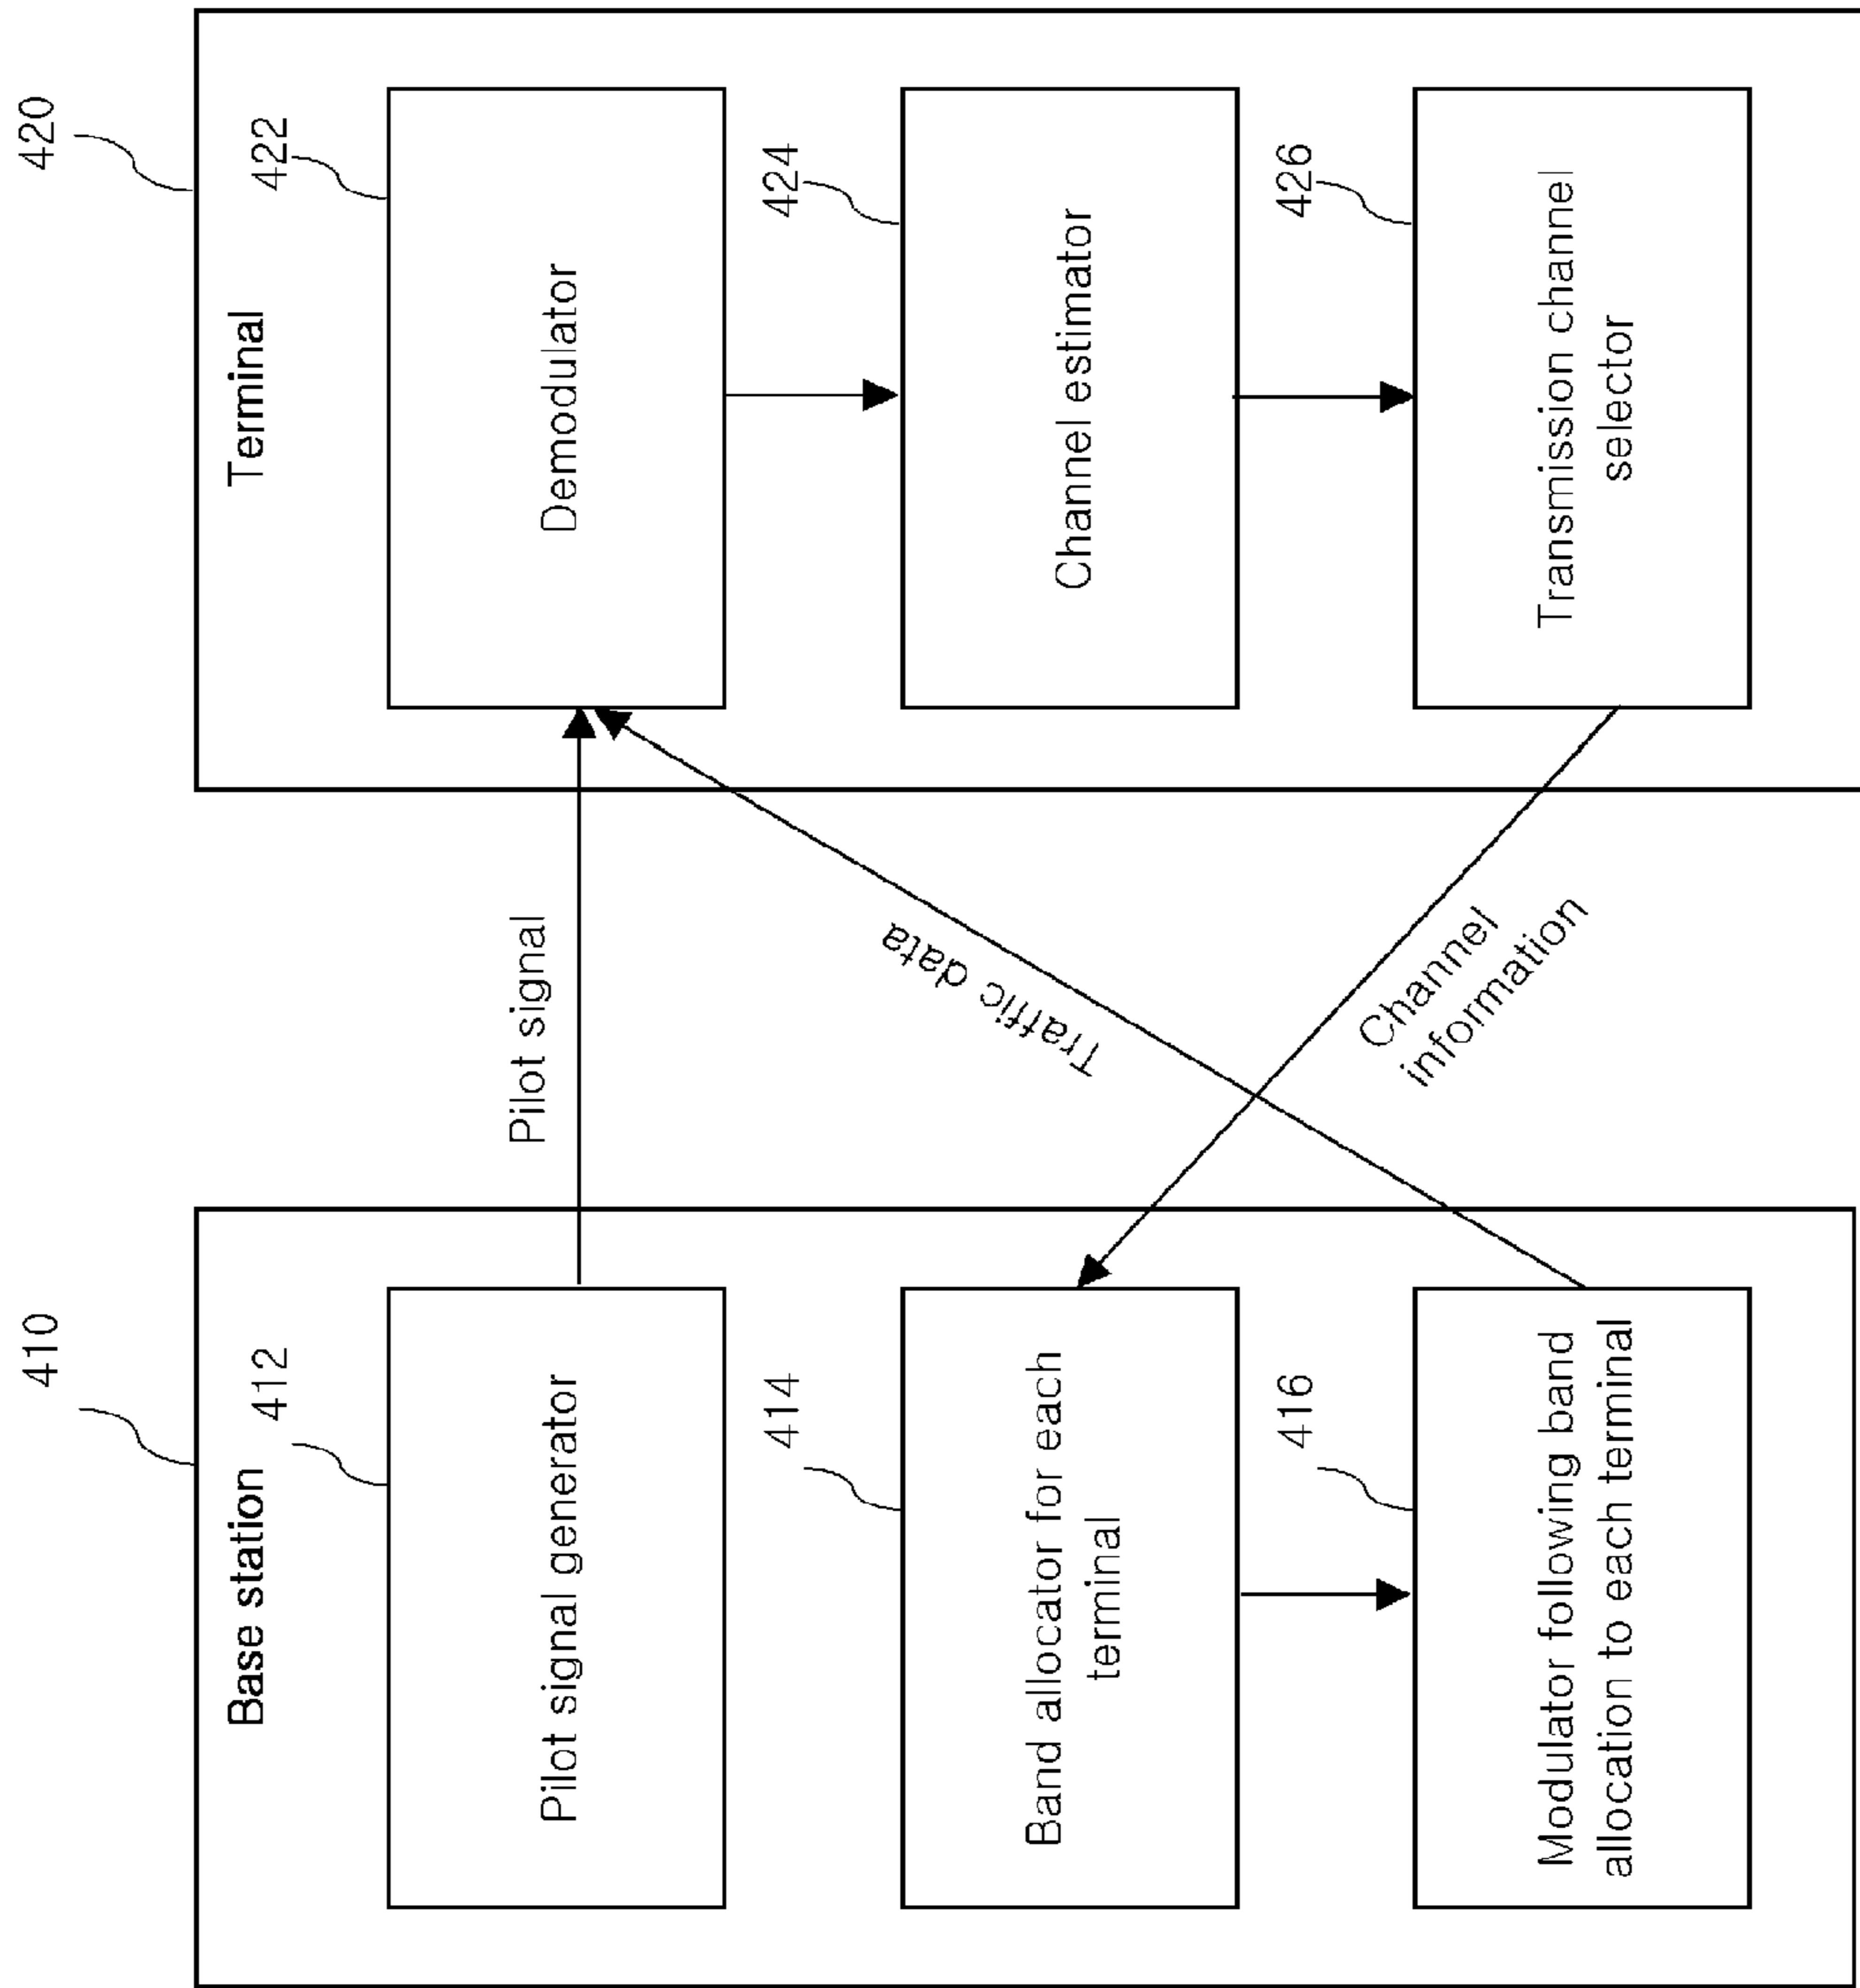 410
420
Base station
Terminal
412
Pilot signal generator
Pilot signal
422
Demodulator
414
Band allocator for each
terminal
Traffic data
424
Channel estimator
416
Modulator following band
allocation to each terminal
Channel
information
426
Transmission channel
selector